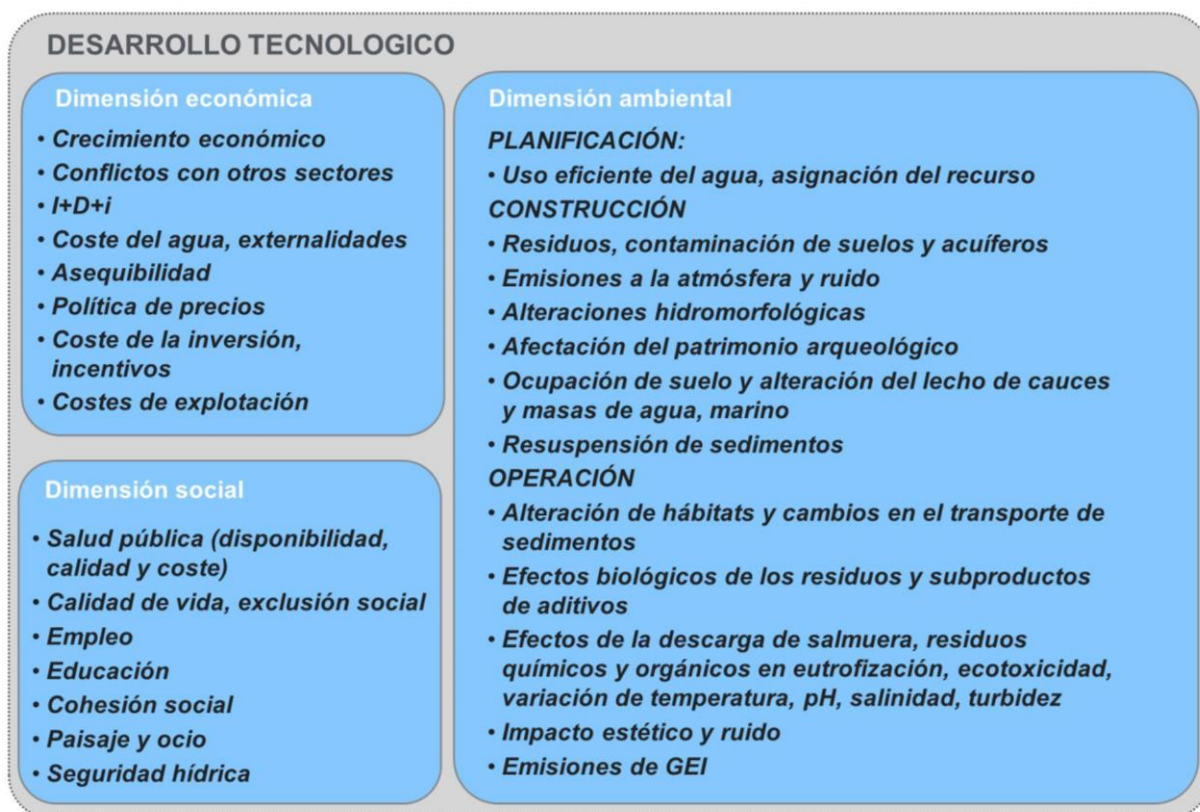 DESARROLLO TECNOLOGICO
Dimensión económica
• Crecimiento económico
• Conflictos con otros sectores
• I+D+i
• Coste del agua, externalidades
• Asequibilidad
• Política de precios
• Coste de la inversión,
incentivos
• Costes de explotación
Dimensión social
• Salud pública (disponibilidad,
calidad y coste)
• Calidad de vida, exclusión social
• Empleo
• Educación
• Cohesión social
• Paisaje y ocio
• Seguridad hídrica
Dimensión ambiental
PLANIFICACIÓN:
• Uso eficiente del agua, asignación del recurso
CONSTRUCCIÓN
• Residuos, contaminación de suelos y acuíferos
• Emisiones a la atmósfera y ruido
• Alteraciones hidromorfológicas
• Afectación del patrimonio arqueológico
• Ocupación de suelo y alteración del lecho de cauces
y masas de agua, marino
• Resuspensión de sedimentos
OPERACIÓN
• Alteración de hábitats y cambios en el transporte de
sedimentos
• Efectos biológicos de los residuos y subproductos
de aditivos
• Efectos de la descarga de salmuera, residuos
químicos y orgánicos en eutrofización, ecotoxicidad,
variación de temperatura, pH, salinidad, turbidez
• Impacto estético y ruido
• Emisiones de GEI